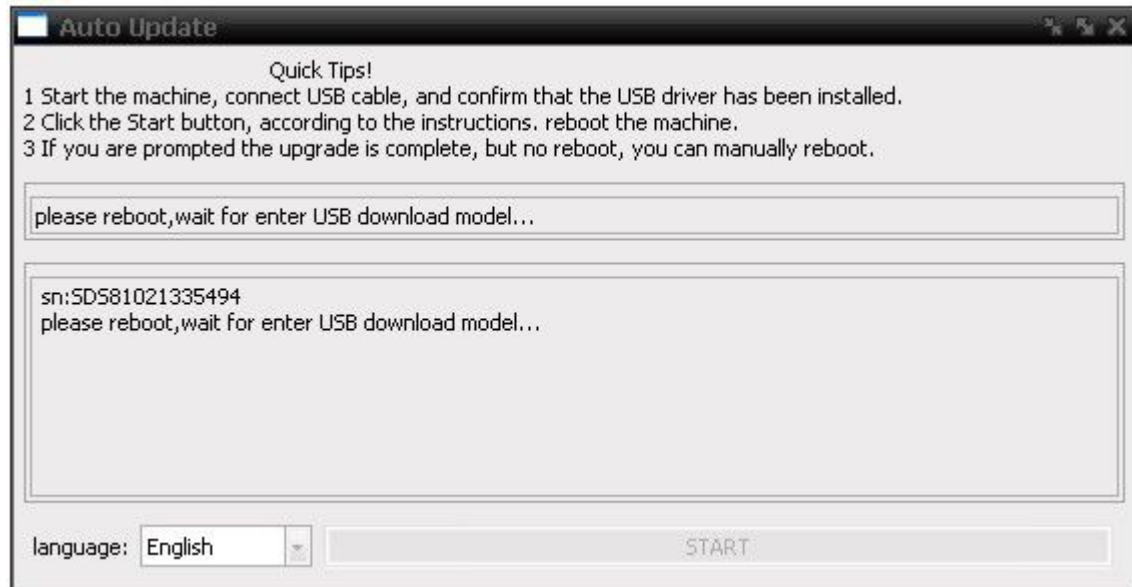 Auto Update
Quick Tips!
1 Start the machine, connect USB cable, and confirm that the USB driver has been installed.
2 Click the Start button, according to the instructions. reboot the machine.
3 If you are prompted the upgrade is complete, but no reboot, you can manually reboot.
please reboot,wait for enter USB download model...
sn:SDS81021335494
please reboot,wait for enter USB download model...
language: English START